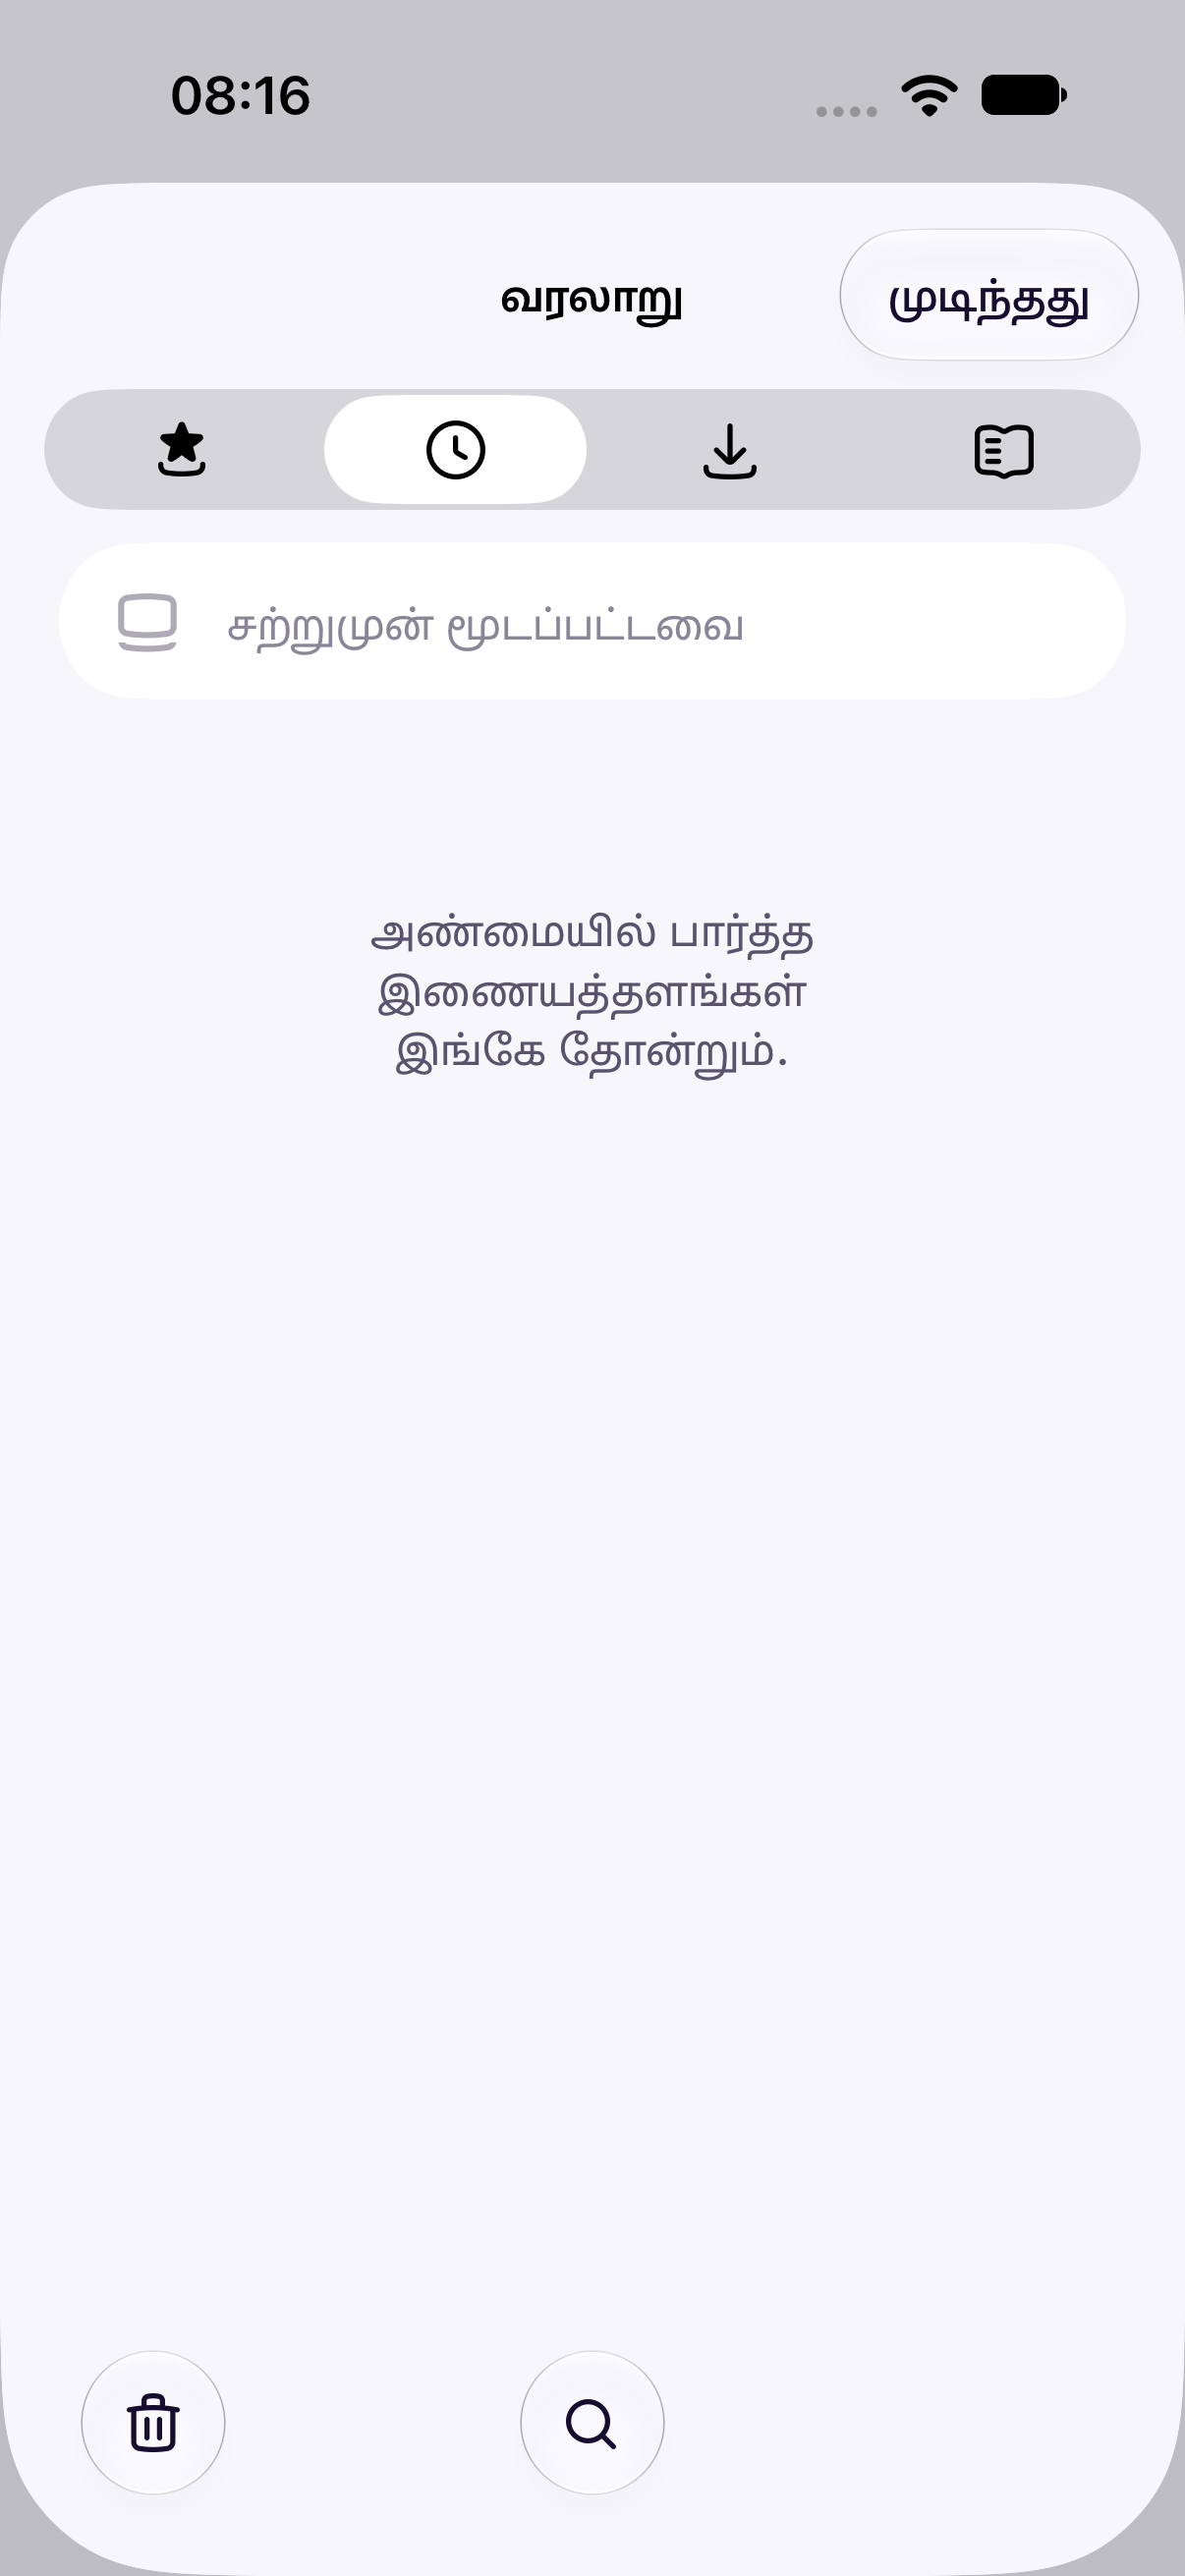 08:16
வரலாறு
முடிந்தது
சற்றுமுன் மூடப்பட்டவை
அண்மையில் பார்த்த
இணையத்தளங்கள்
இங்கே தோன்றும்.